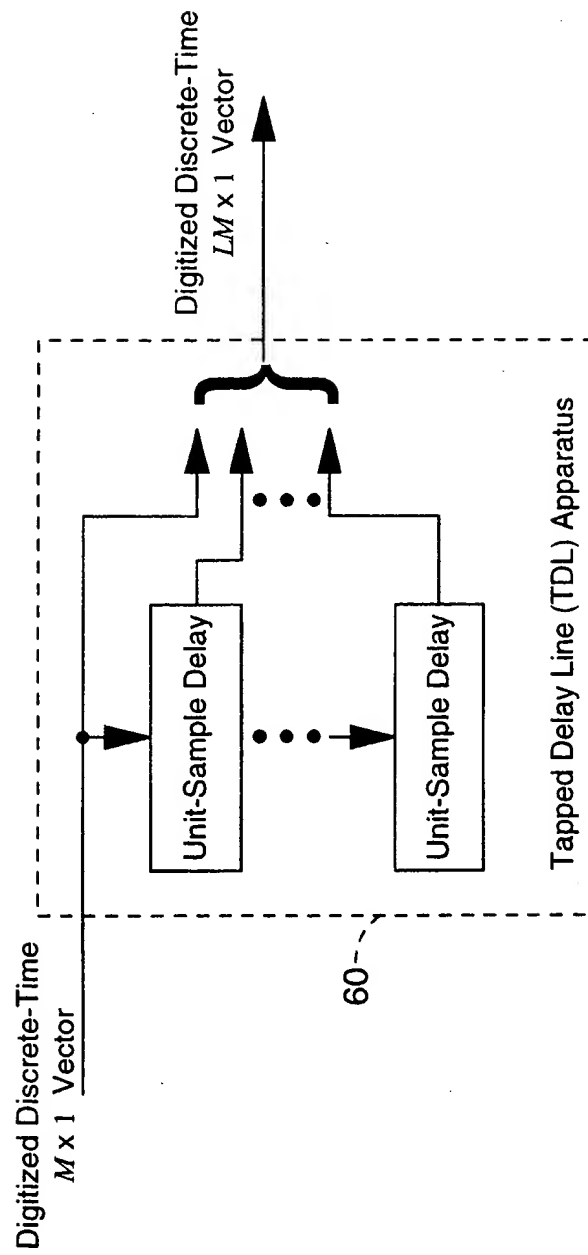 Digitized Discrete-Time
M x 1 Vector
Unit-Sample Delay
Unit-Sample Delay
Digitized Discrete-Time
LM x 1 Vector
60
Tapped Delay Line (TDL) Apparatus